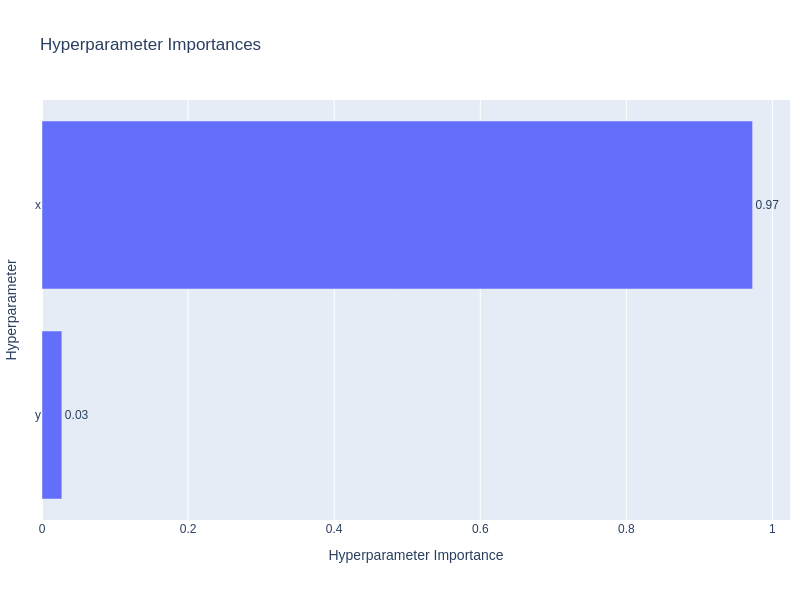 Hyperparameter Importances
Hyperparameter
x
0.97
y
0.03
0 0.2 0.4 0.6 0.8 1
Hyperparameter Importance